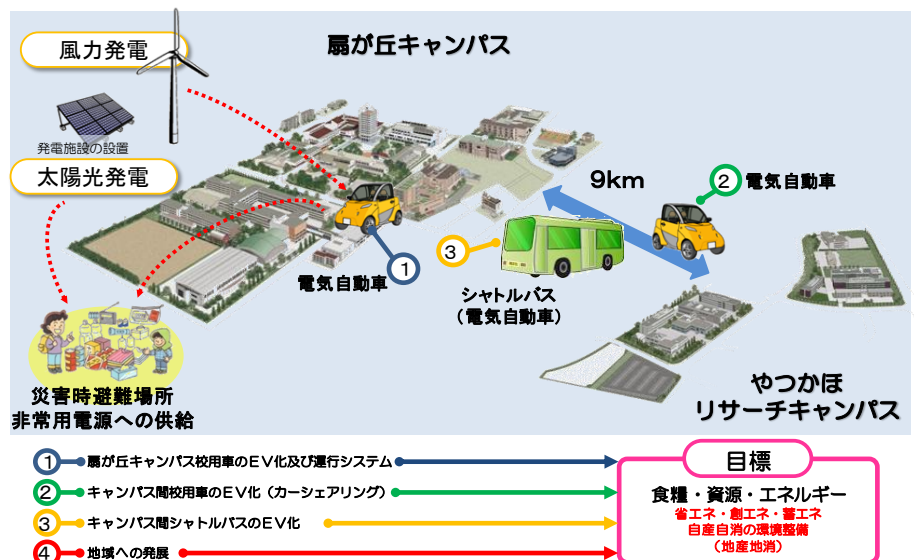 風力発電
扇が丘キャンパス
発電施設の設置
太陽光発電
9km
② 電気自動車
①
電気自動車
③
シャトルバス
（電気自動車）
災害時避難場所
非常用電源への供給
やつかほ
リサーチキャンパス
① 扇が丘キャンパス校用車のＥＶ化及び運行システム
② キャンパス間校用車のＥＶ化（カーシェアリング）
③ キャンパス間シャトルバスのＥＶ化
④ 地域への発展
目標
食糧・資源・エネルギー
省エネ・創エネ・蓄エネ
自産自消の環境整備
（地産地消）